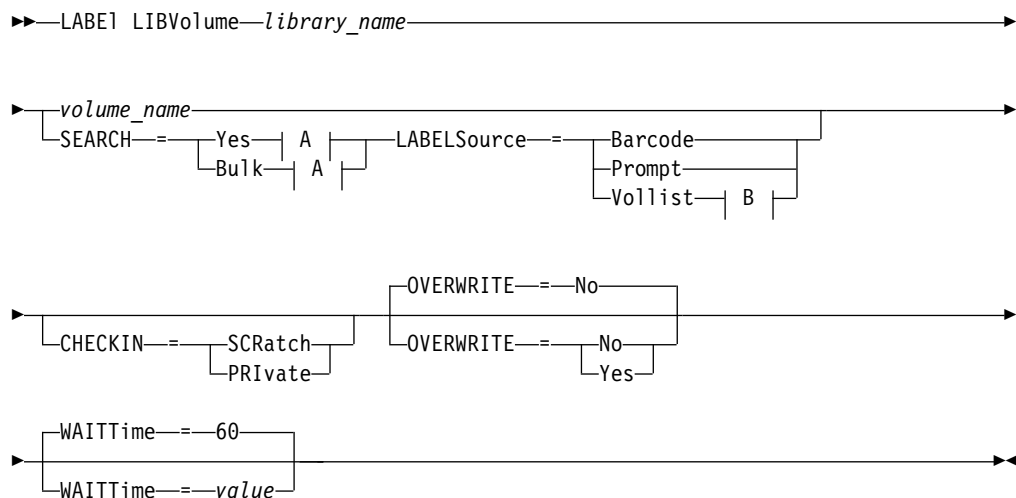 LABEl LIBVolume library_name
volume_name
SEARCH = Yes A LABELSource = Barcode
Bulk A Prompt
Vollist B
OVERWRITE = No
CHECKIN = SCRatch OVERWRITE = No
PRIvate Yes
WAITTime = 60
WAITTime = value